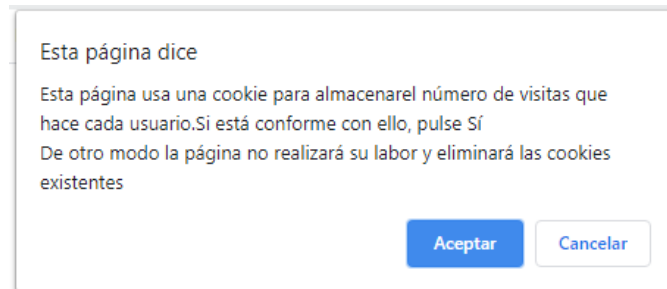 Esta página dice
Esta página usa una cookie para almacenarel número de visitas que
hace cada usuario.Si está conforme con ello, pulse Sí
De otro modo la página no realizará su labor y eliminará las cookies
existentes
Aceptar
Cancelar